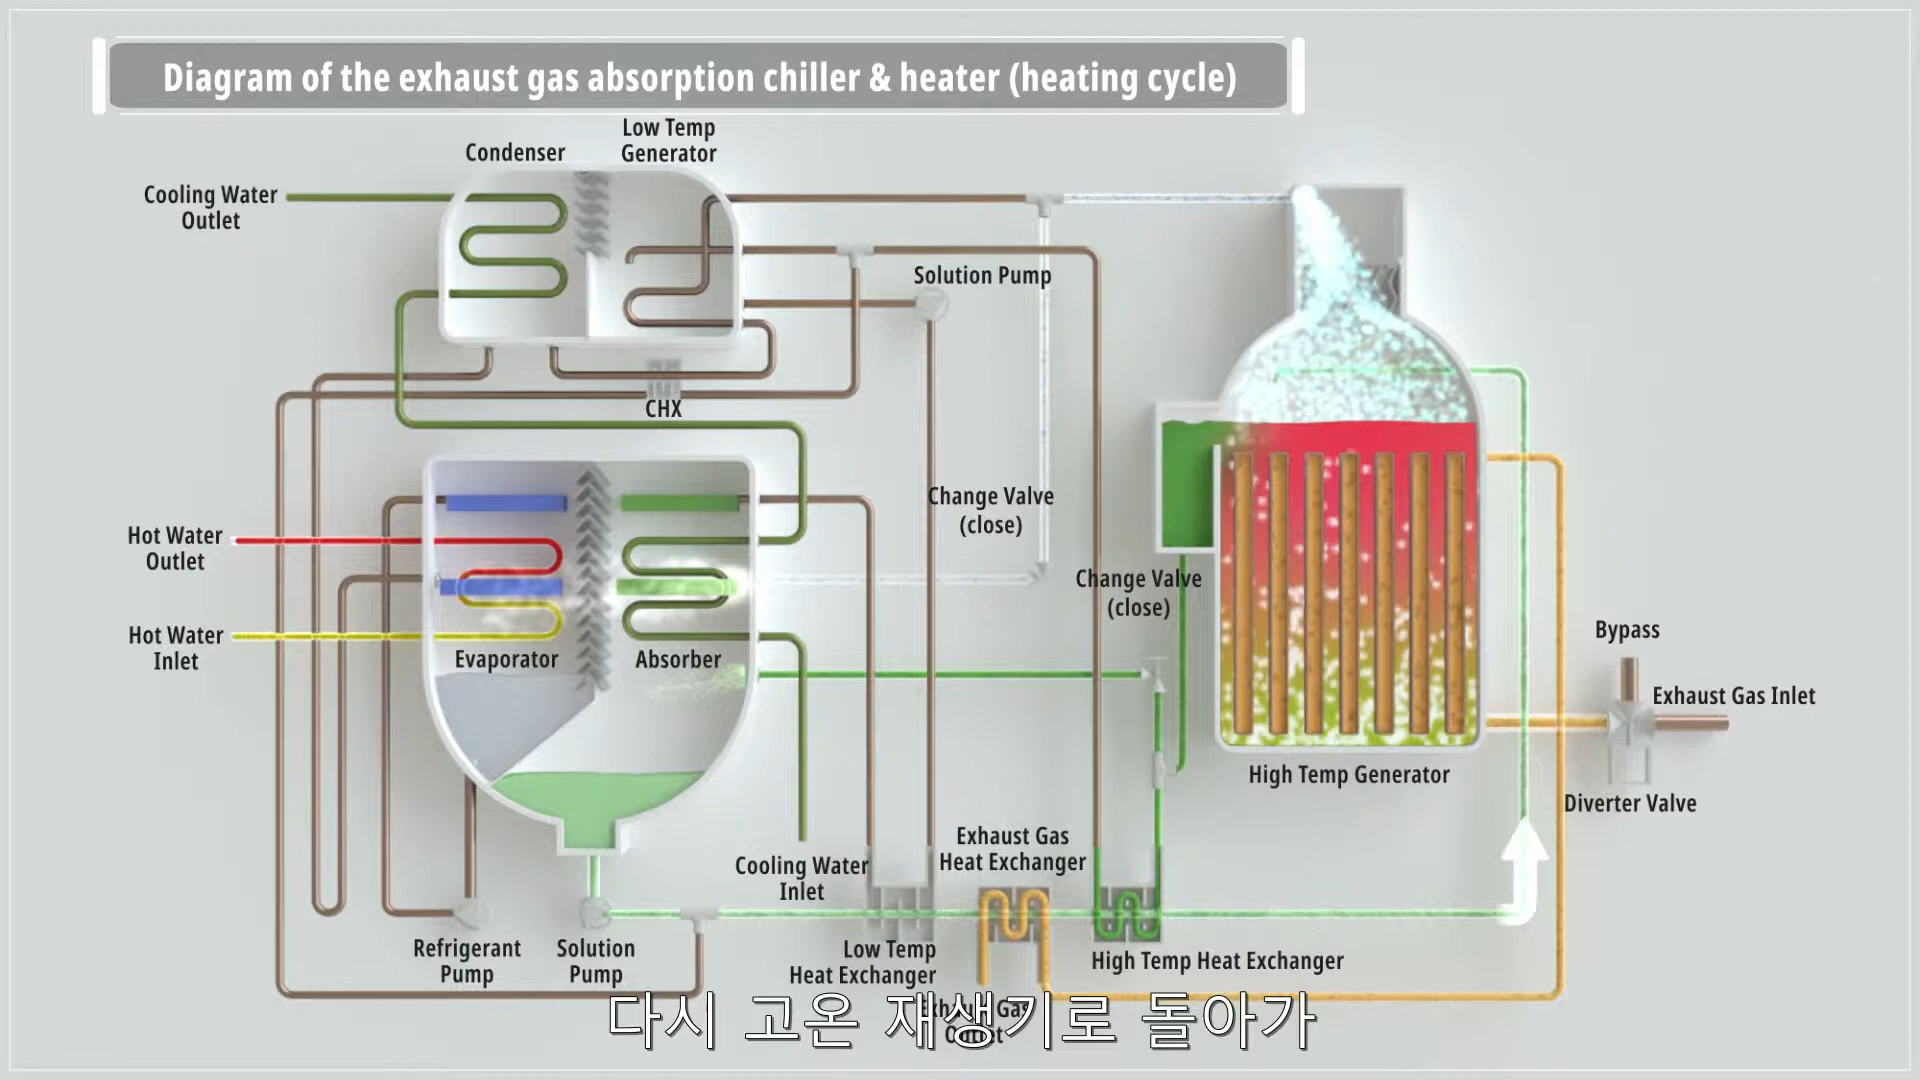 Diagram of the exhaust gas absorption chiller & heater (heating cycle)
Low Temp
Generator
Condenser
Cooling Water
Outlet
Solution Pump
CHX
Change Valve
(close)
Hot Water
Outlet
Change Valve
(close)
Hot Water
Inlet
Evaporator
Absorber
Bypass
Exhaust Gas Inlet
High Temp Generator
Diverter Valve
Exhaust Gas
Heat Exchanger
Cooling Water
Inlet
Refrigerant
Pump
Solution
Pump
Low Temp
Heat Exchanger
High Temp Heat Exchanger
Exhaust Gas
Outlet
다시 고온 재생기로 돌아가